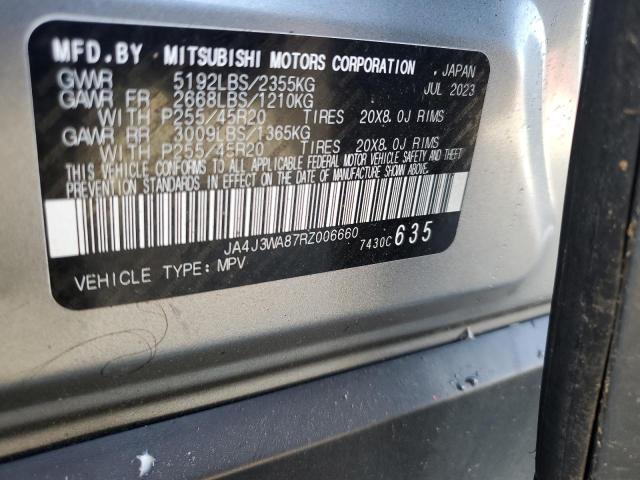 MFD. BY MITSUBISHI MOTORS CORPORATION , JAPAN
GVWR 5192LBS/2355KG JUL 2023
GAWR FR 2668LBS/1210KG
WITH P255/45R20 TIRES 20X8.0J RIMS
GAWR RR 3009LBS/1365KG
WITH P255/45R20 TIRES 20X8.0J RIMS
THIS VEHICLE CONFORMS TO ALL APPLICABLE FEDERAL MOTOR VEHICLE SAFETY AND THEFT
PREVENTION STANDARDS IN EFFECT ON THE DATE OF MANUFACTURE SHOWN ABOVE.
JA4J3WA87RZ006660 7430C 635
VEHICLE TYPE: MPV